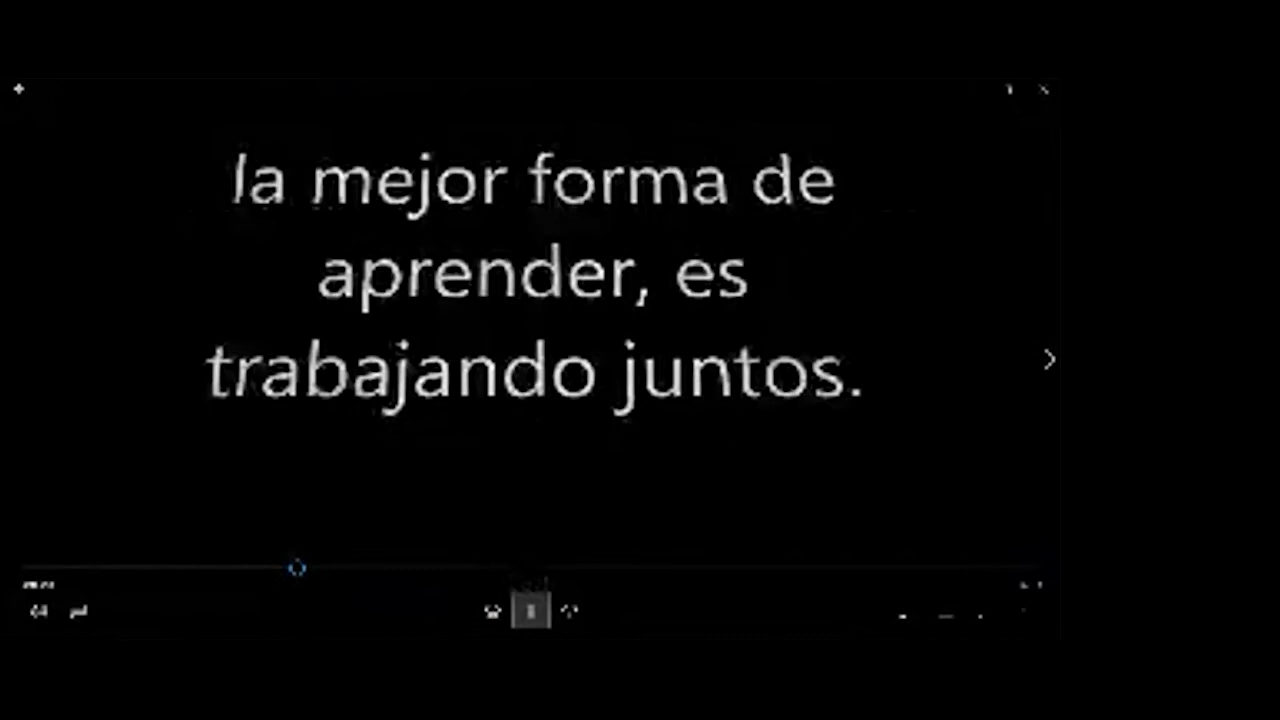 la mejor forma de
aprender, es
trabajando juntos.